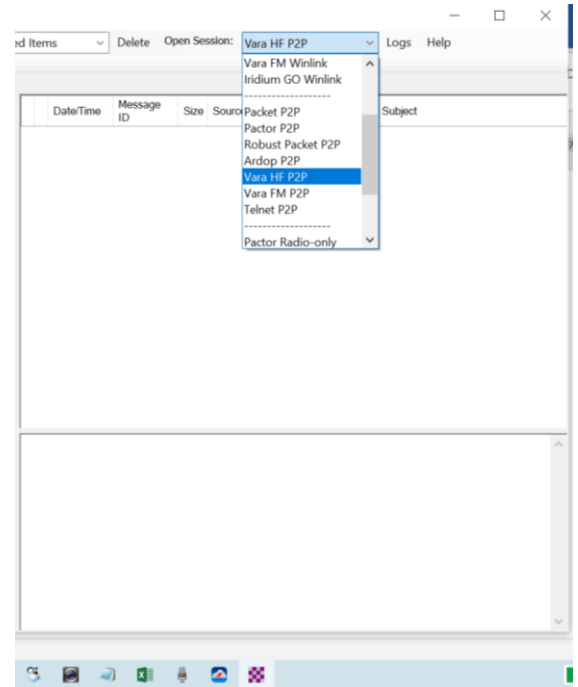 ed Items Delete Open Session: Vara HF P2P Logs Help
Vara FM Winlink
Iridium GO Winlink
-------------------
Date/Time Message ID Size Sourc Packet P2P Subject
Pactor P2P
Robust Packet P2P
Ardop P2P
Vara HF P2P
Vara FM P2P
Telnet P2P
-------------------
Pactor Radio-only